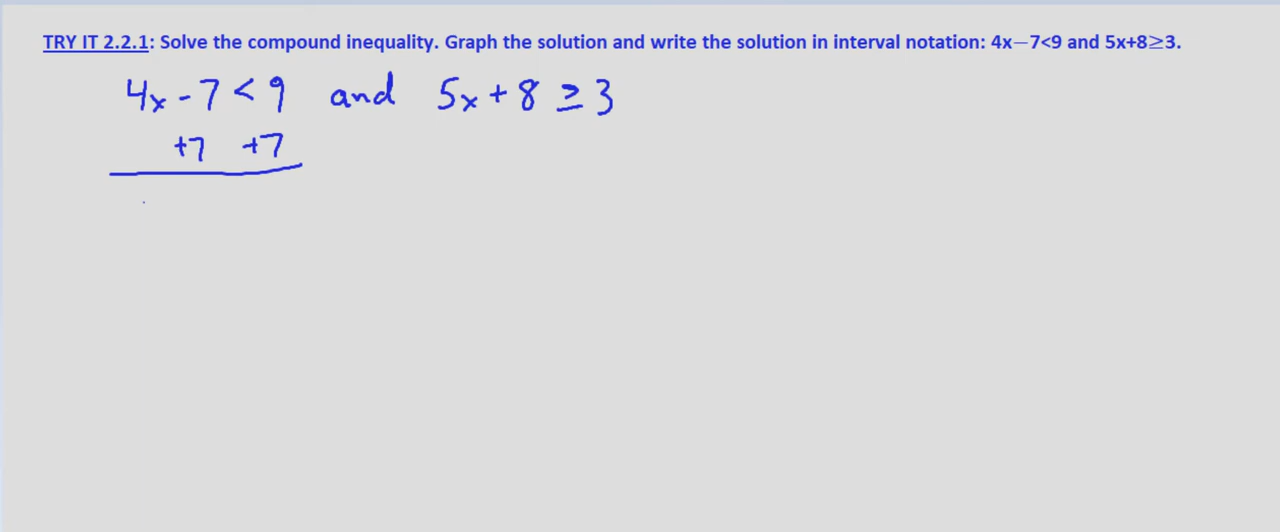 TRY IT 2.2.1: Solve the compound inequality. Graph the solution and write the solution in interval notation: 4x−7<9 and 5x+8≥3.
4x - 7 < 9 and 5x + 8 ≥ 3
+7 +7